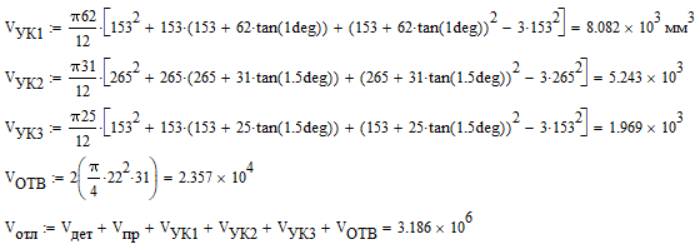 V_УК1 := π62/12 · [153² + 153·(153 + 62·tan(1deg)) + (153 + 62·tan(1deg))² − 3·153²] = 8.082 × 10³ мм³
V_УК2 := π31/12 · [265² + 265·(265 + 31·tan(1.5deg)) + (265 + 31·tan(1.5deg))² − 3·265²] = 5.243 × 10³
V_УК3 := π25/12 · [153² + 153·(153 + 25·tan(1.5deg)) + (153 + 25·tan(1.5deg))² − 3·153²] = 1.969 × 10³
V_ОТВ := 2(π/4 · 22²·31) = 2.357 × 10⁴
V_отл := V_дет + V_пр + V_УК1 + V_УК2 + V_УК3 + V_ОТВ = 3.186 × 10⁶